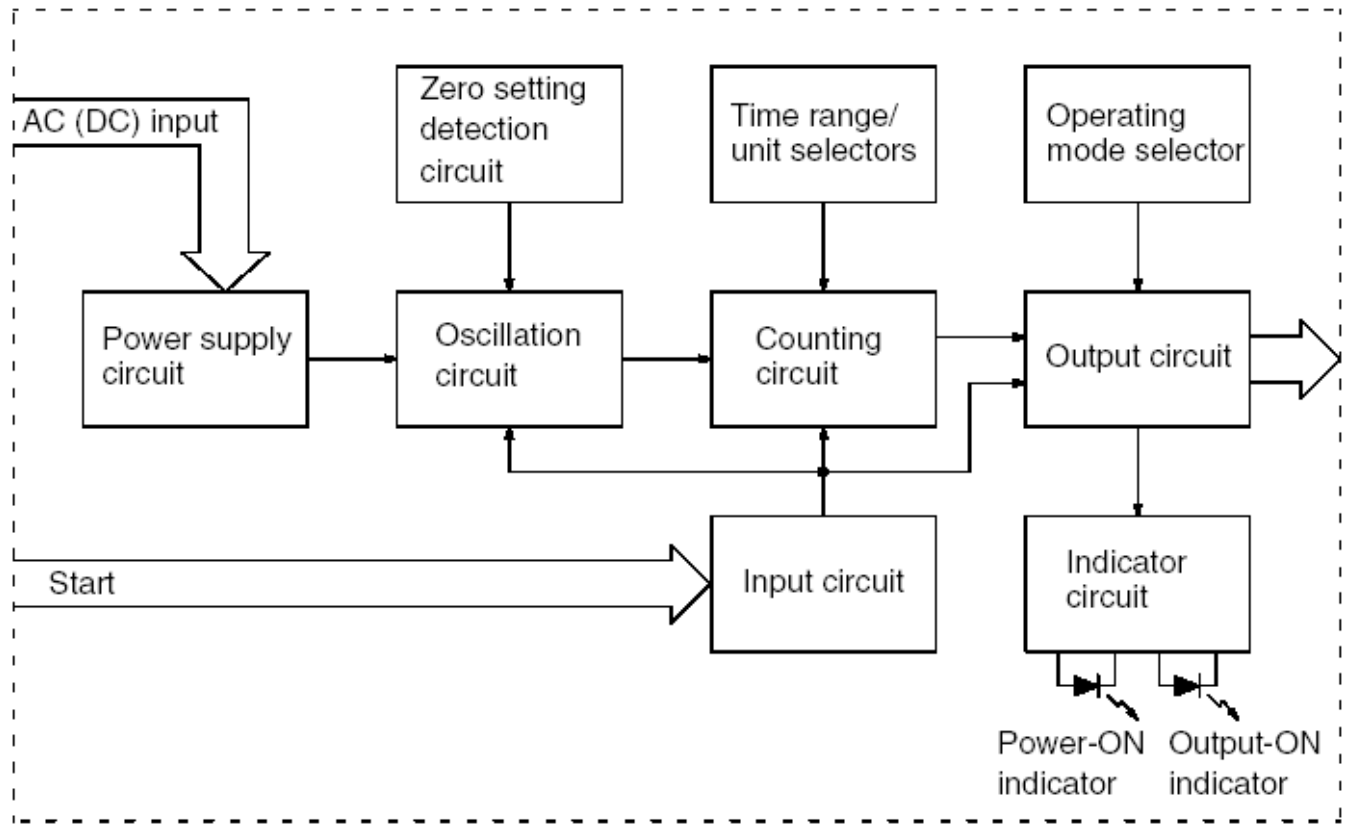 AC (DC) input
Zero setting
detection
circuit
Time range/
unit selectors
Operating
mode selector
Power supply
circuit
Oscillation
circuit
Counting
circuit
Output circuit
Start
Input circuit
Indicator
circuit
Power-ON
indicator
Output-ON
indicator